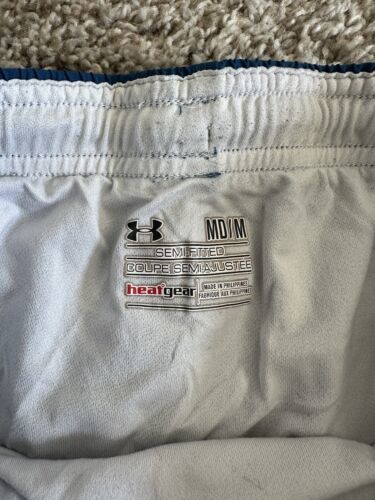 MD/M
SEMI-FITTED
COUPE SEMI-AJUSTÉE
heatgear
MADE IN PHILIPPINES
FABRIQUÉ AUX PHILIPPINES